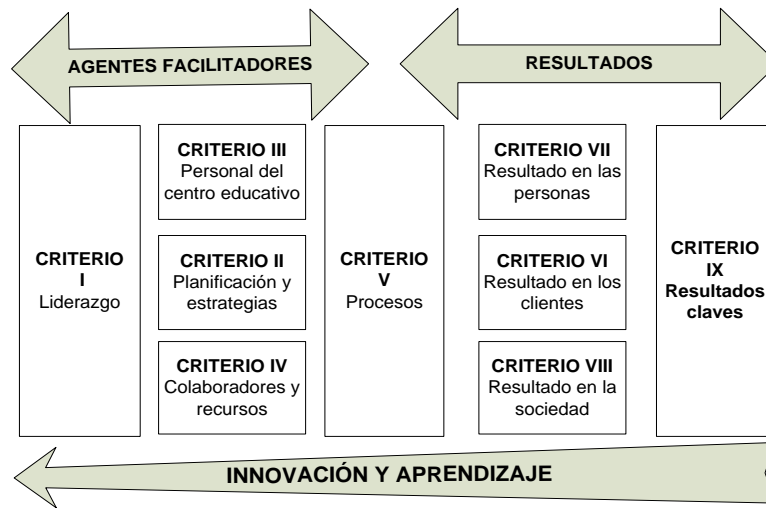 AGENTES FACILITADORES
RESULTADOS
CRITERIO
I
Liderazgo
CRITERIO III
Personal del
centro educativo
CRITERIO II
Planificación y
estrategias
CRITERIO IV
Colaboradores y
recursos
CRITERIO
V
Procesos
CRITERIO VII
Resultado en las
personas
CRITERIO VI
Resultado en los
clientes
CRITERIO VIII
Resultado en la
sociedad
CRITERIO
IX
Resultados
claves
INNOVACIÓN Y APRENDIZAJE